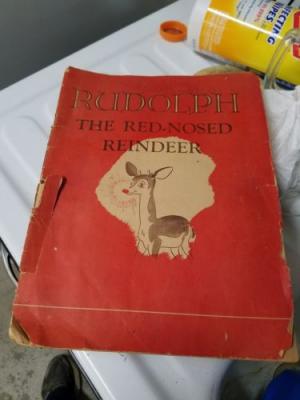 RUDOLPH
THE RED-NOSED
REINDEER